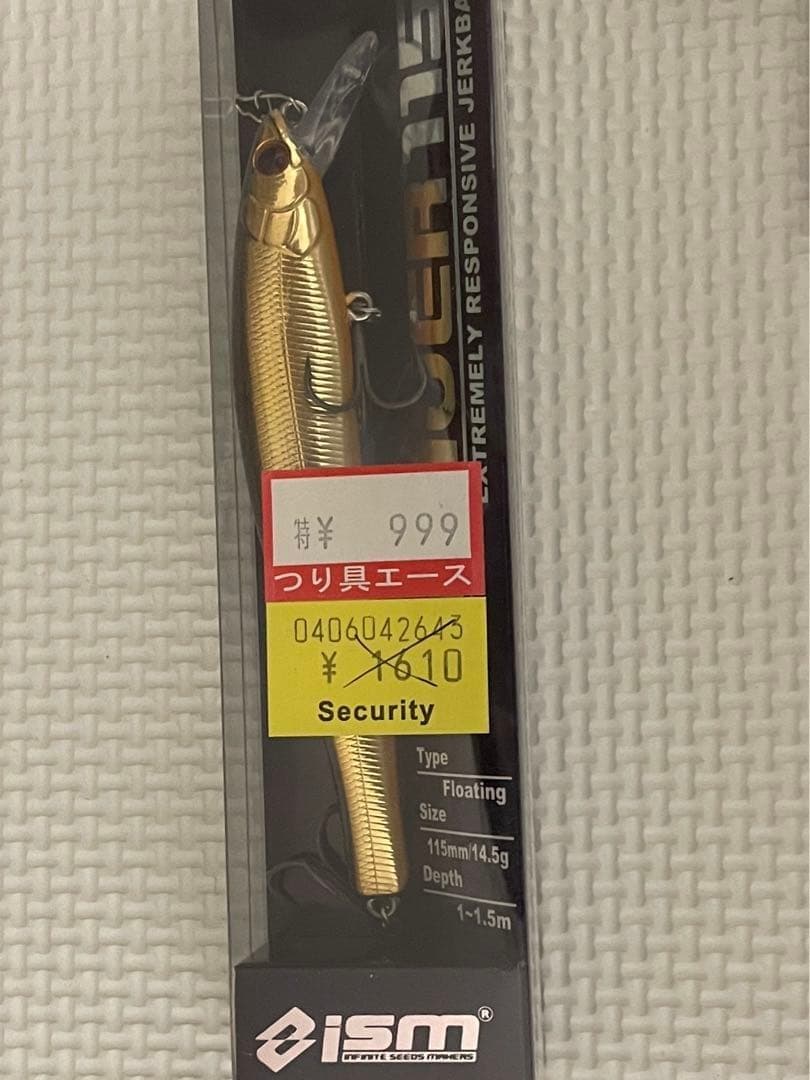 EXTREMELY RESPONSIVE JERKBA
特付¥ 999
つり具エース
0406042643
¥ 1610
Security
Type
Floating
Size
115mm/14.5g
Depth
1~1.5m
ism®
INFINITE SEEDS MAKERS